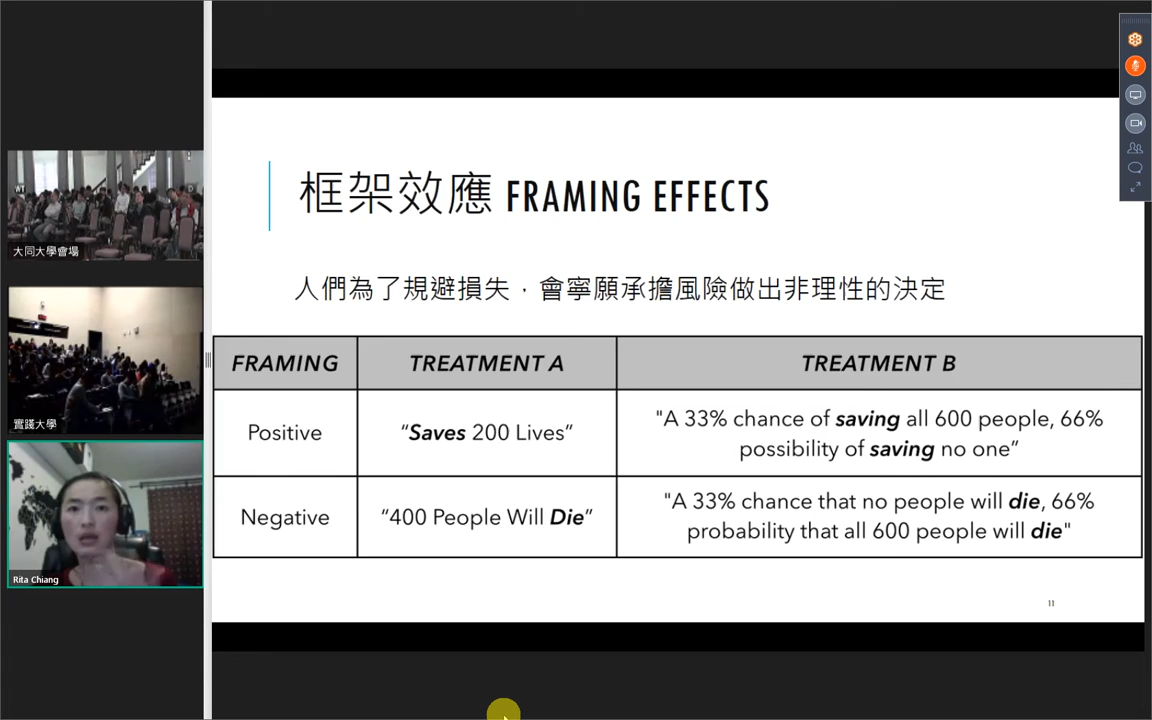 框架效應 FRAMING EFFECTS
人們為了規避損失，會寧願承擔風險做出非理性的決定
FRAMING
TREATMENT A
TREATMENT B
Positive
“Saves 200 Lives”
"A 33% chance of saving all 600 people, 66%
possibility of saving no one”
Negative
“400 People Will Die”
"A 33% chance that no people will die, 66%
probability that all 600 people will die"
11
WT
大同大學會場
實踐大學
Rita Chiang